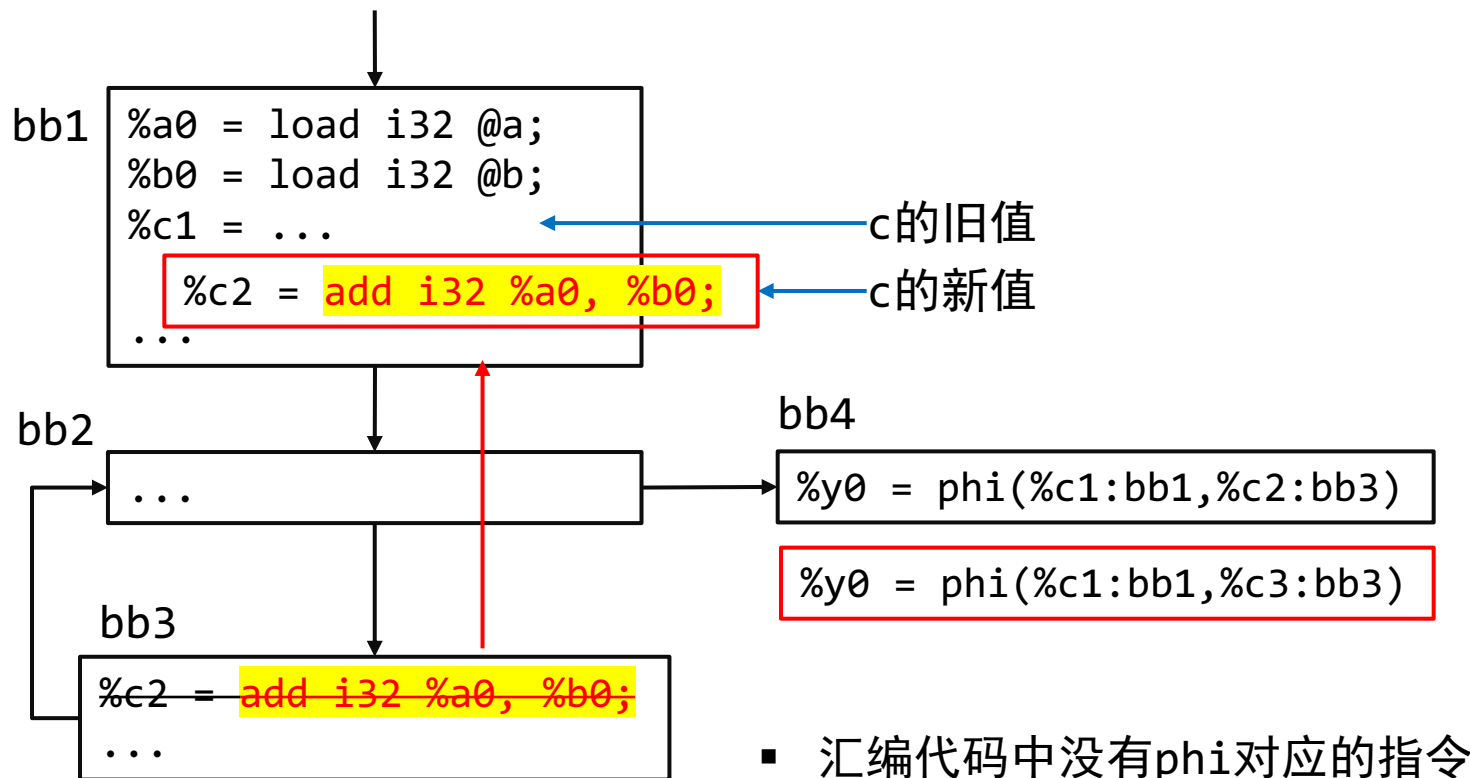 bb1
%a0 = load i32 @a;
%b0 = load i32 @b;
%c1 = ...
c的旧值
%c2 = add i32 %a0, %b0;
c的新值
...
bb2
...
bb4
%y0 = phi(%c1:bb1,%c2:bb3)
%y0 = phi(%c1:bb1,%c3:bb3)
bb3
%c2 = add i32 %a0, %b0;
...
▪ 汇编代码中没有phi对应的指令